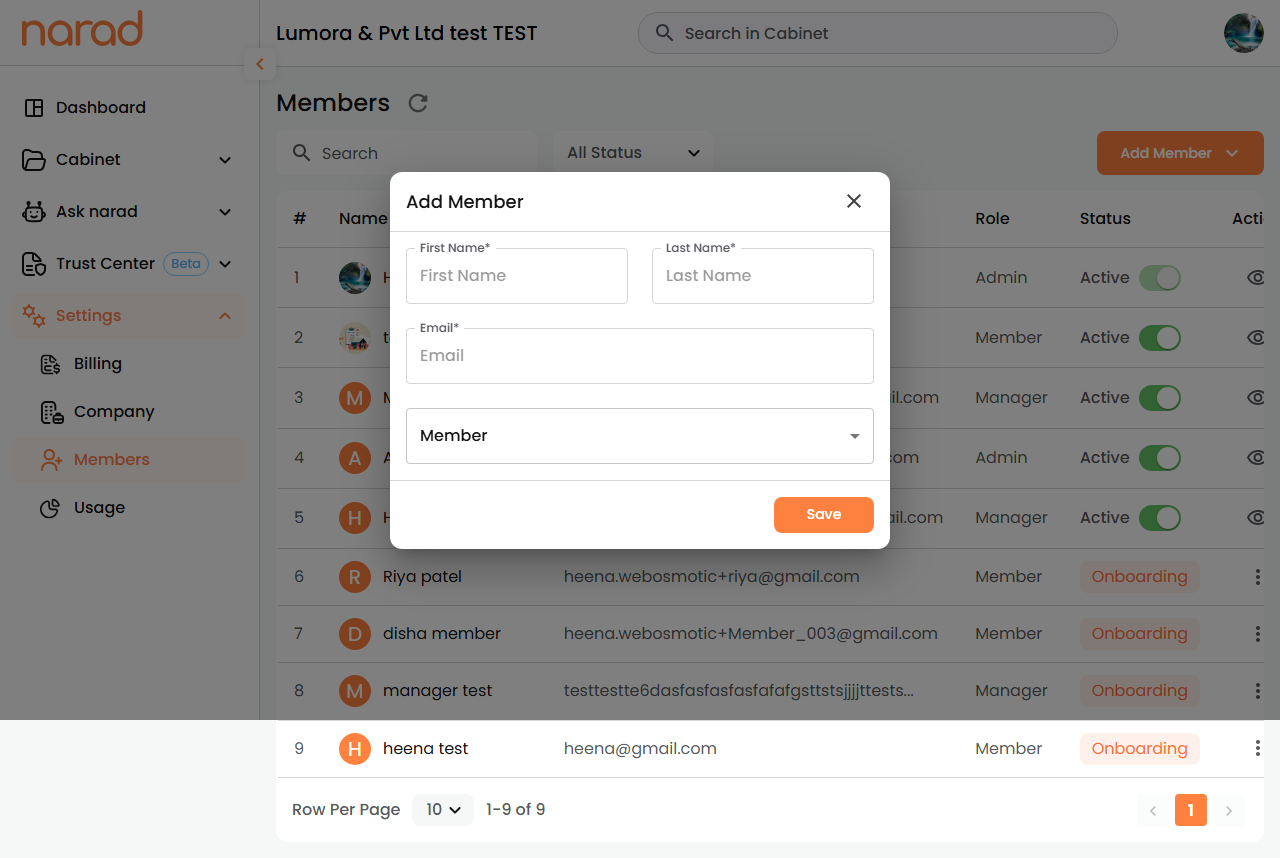 narad
Lumora & Pvt Ltd test TEST
Search in Cabinet
Dashboard
Cabinet
Ask narad
Trust Center Beta
Settings
Billing
Company
Members
Usage
Members
Search
All Status
Add Member
# Name Role Status Acti
1 H Admin Active
2 Member Active
3 M M il.com Manager Active
4 A A com Admin Active
5 H H ail.com Manager Active
6 R Riya patel heena.webosmotic+riya@gmail.com Member Onboarding
7 D disha member heena.webosmotic+Member_003@gmail.com Member Onboarding
8 M manager test testtestte6dasfasfasfasfafafgsttstsjjjjttests... Manager Onboarding
9 H heena test heena@gmail.com Member Onboarding
Row Per Page 10 1-9 of 9
1
Add Member
First Name* Last Name*
First Name Last Name
Email*
Email
Member
Save